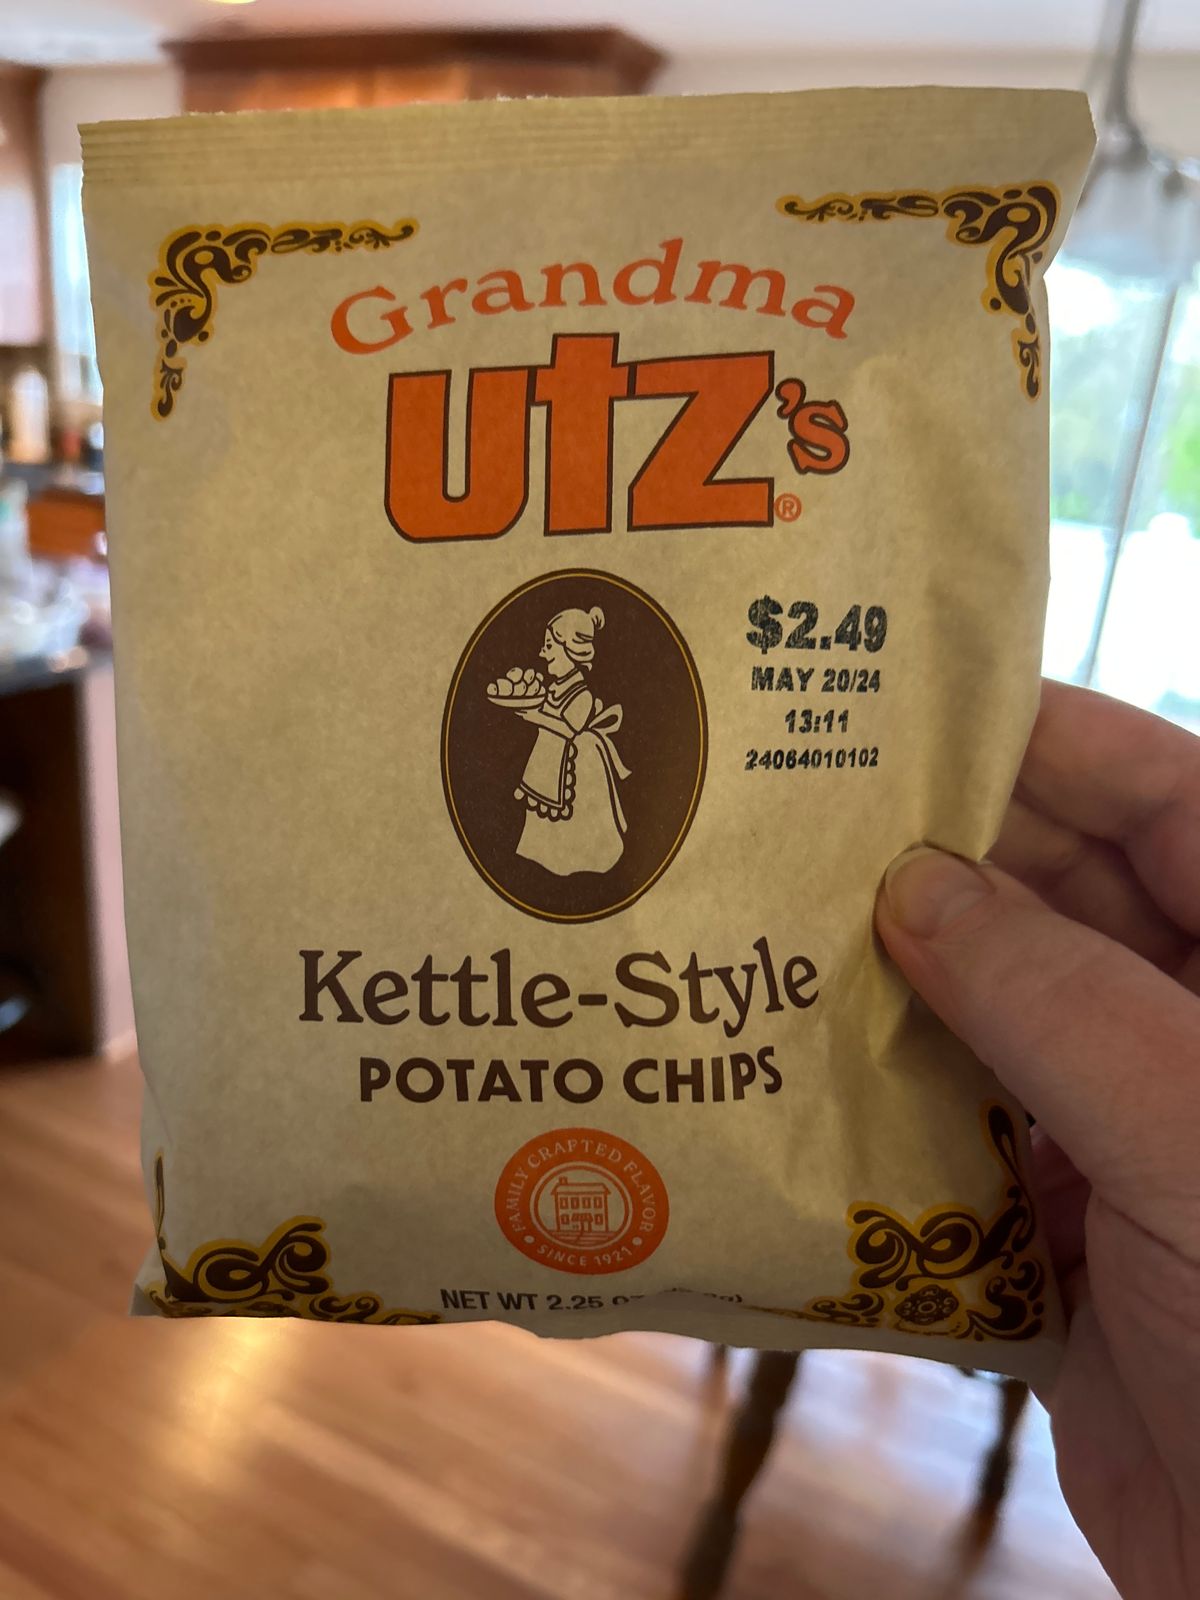 Grandma
utz's®
$2.49
MAY 20/24
13:11
24064010102
Kettle-Style
POTATO CHIPS
FAMILY CRAFTED FLAVOR
• SINCE 1921 •
NET WT 2.25